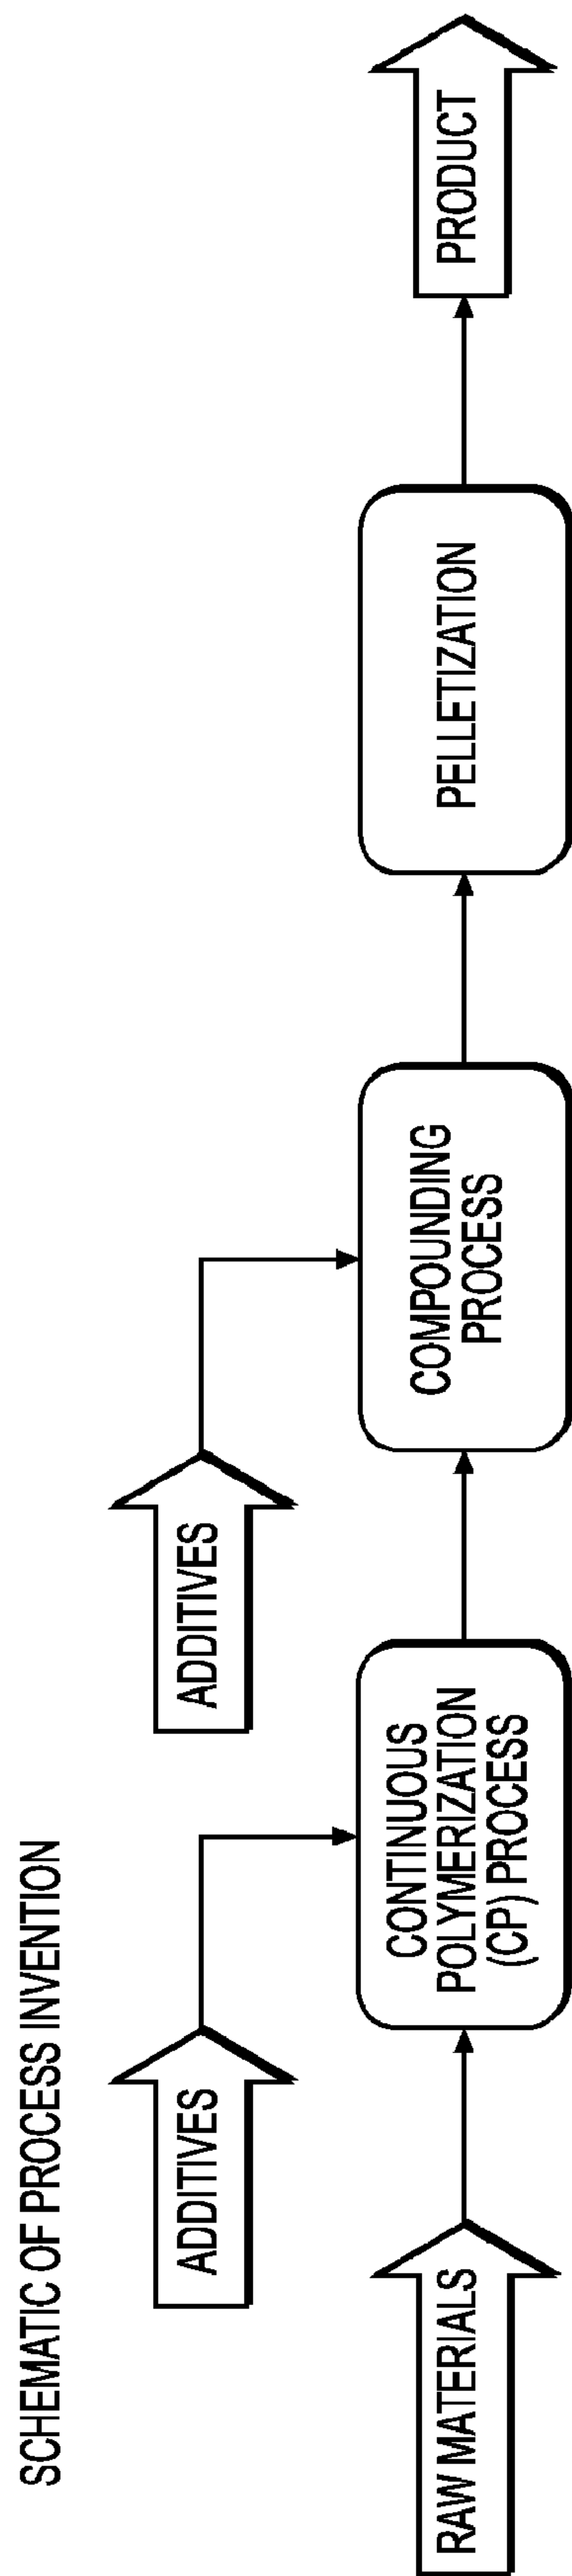 SCHEMATIC OF PROCESS INVENTION
ADDITIVES
ADDITIVES
RAW MATERIALS
CONTINUOUS
POLYMERIZATION
(CP) PROCESS
COMPOUNDING
PROCESS
PELLETIZATION
PRODUCT